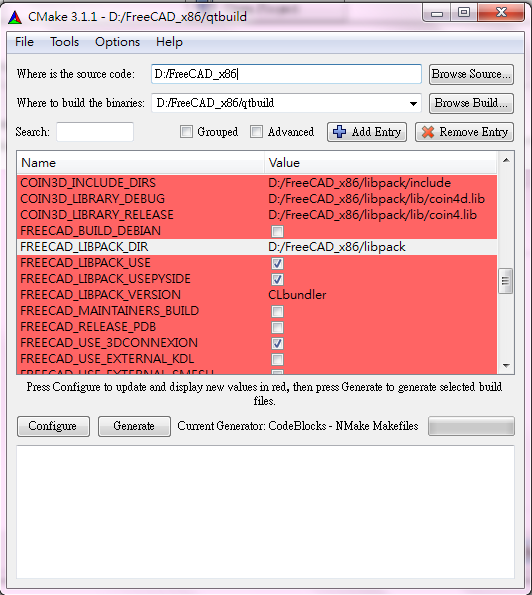 CMake 3.1.1 - D:/FreeCAD_x86/qtbuild
File Tools Options Help
Where is the source code: D:/FreeCAD_x86 Browse Source...
Where to build the binaries: D:/FreeCAD_x86/qtbuild Browse Build...
Search: Grouped Advanced Add Entry Remove Entry
Name Value
COIN3D_INCLUDE_DIRS D:/FreeCAD_x86/libpack/include
COIN3D_LIBRARY_DEBUG D:/FreeCAD_x86/libpack/lib/coin4d.lib
COIN3D_LIBRARY_RELEASE D:/FreeCAD_x86/libpack/lib/coin4.lib
FREECAD_BUILD_DEBIAN
FREECAD_LIBPACK_DIR D:/FreeCAD_x86/libpack
FREECAD_LIBPACK_USE
FREECAD_LIBPACK_USEPYSIDE
FREECAD_LIBPACK_VERSION CLbundler
FREECAD_MAINTAINERS_BUILD
FREECAD_RELEASE_PDB
FREECAD_USE_3DCONNEXION
FREECAD_USE_EXTERNAL_KDL
FREECAD_USE_EXTERNAL_SMESH
Press Configure to update and display new values in red, then press Generate to generate selected build
files.
Configure Generate Current Generator: CodeBlocks - NMake Makefiles